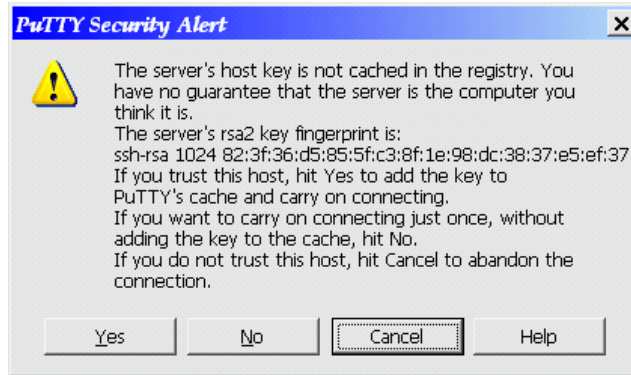 PuTTY Security Alert
The server's host key is not cached in the registry. You
have no guarantee that the server is the computer you
think it is.
The server's rsa2 key fingerprint is:
ssh-rsa 1024 82:3f:36:d5:85:5f:c3:8f:1e:98:dc:38:37:e5:ef:37
If you trust this host, hit Yes to add the key to
PuTTY's cache and carry on connecting.
If you want to carry on connecting just once, without
adding the key to the cache, hit No.
If you do not trust this host, hit Cancel to abandon the
connection.
Yes No Cancel Help